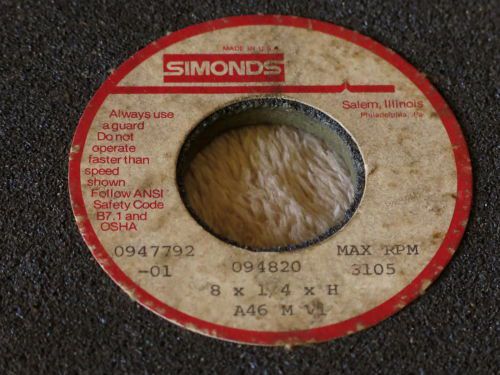 MADE IN U.S.A.
SIMONDS
Salem, Illinois
Philadelphia, Pa
Always use
a guard
Do not
operate
faster than
speed
shown
Follow ANSI
Safety Code
B7.1 and
OSHA
0947792
-01
094820
MAX RPM
3105
8 x 1/4 x H
A46 M V1